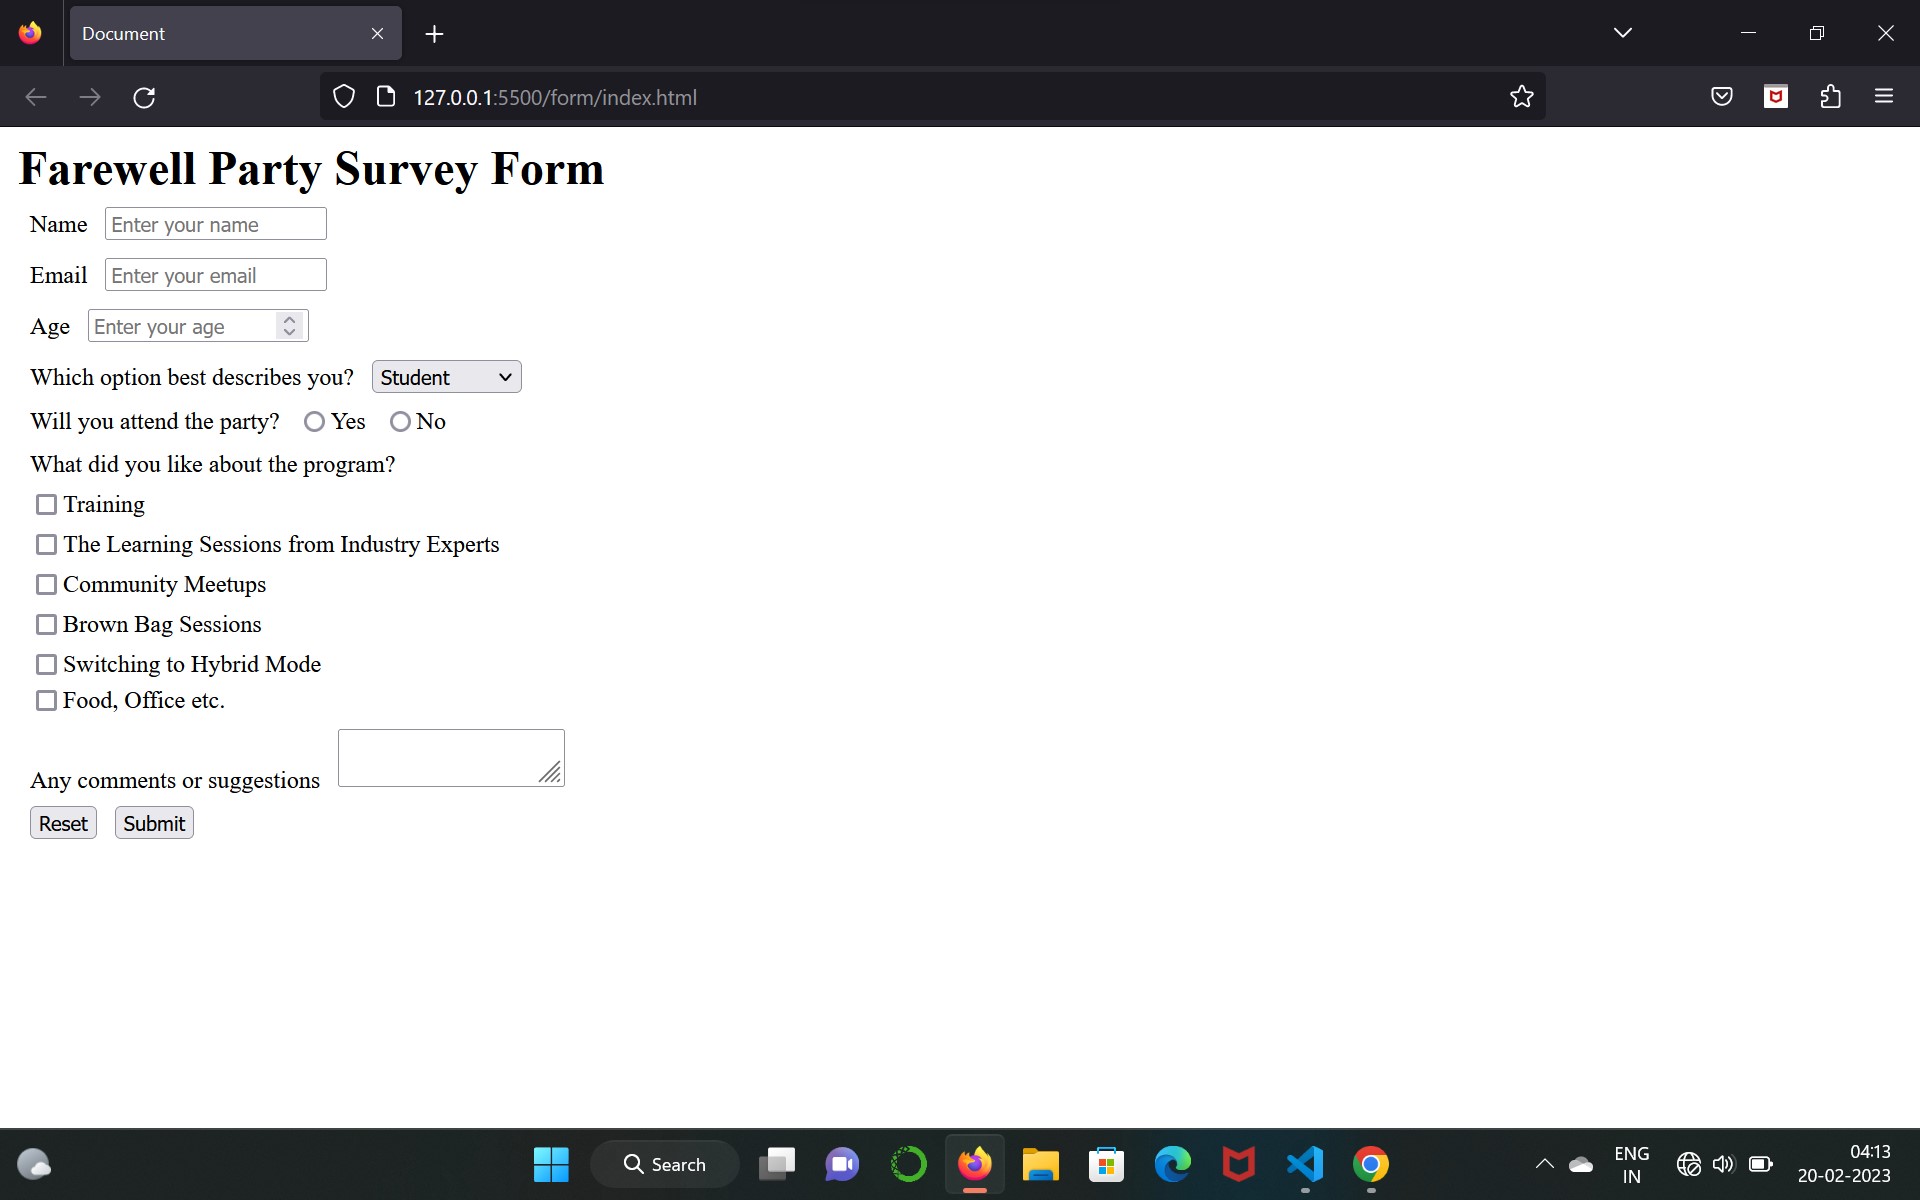 Document
127.0.0.1:5500/form/index.html
Farewell Party Survey Form
Name Enter your name
Email Enter your email
Age Enter your age
Which option best describes you? Student
Will you attend the party? Yes No
What did you like about the program?
Training
The Learning Sessions from Industry Experts
Community Meetups
Brown Bag Sessions
Switching to Hybrid Mode
Food, Office etc.
Any comments or suggestions
Reset Submit
Search
ENG
IN
04:13
20-02-2023